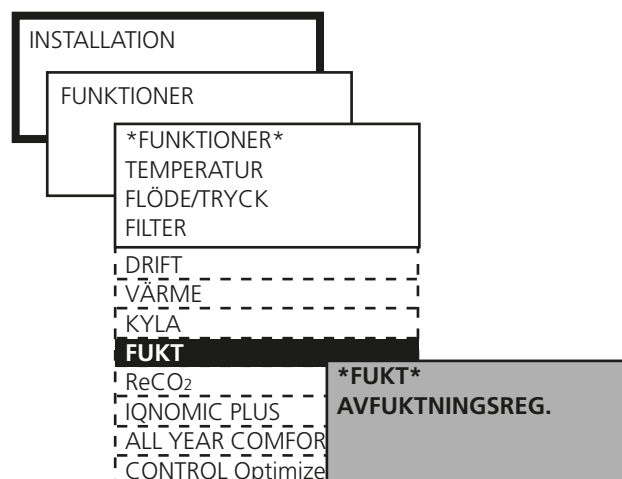 INSTALLATION
FUNKTIONER
*FUNKTIONER*
TEMPERATUR
FLÖDE/TRYCK
FILTER
DRIFT
VÄRME
KYLA
FUKT
ReCO2
IQNOMIC PLUS
ALL YEAR COMFOR
CONTROL Optimize
*FUKT*
AVFUKTNINGSREG.